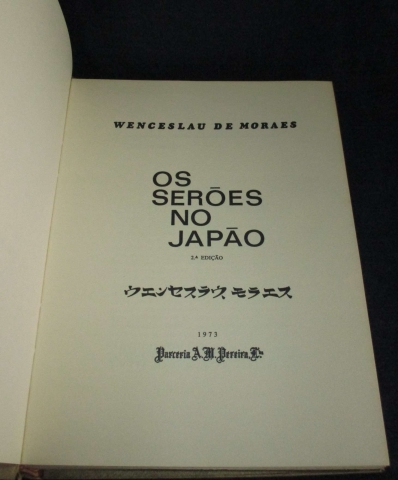 WENCESLAU DE MORAES
OS
SERÕES
NO
JAPÃO
2.ª EDIÇÃO
ウエンセスラウ、モラエス
1973
Parceria A. M. Pereira, L.da